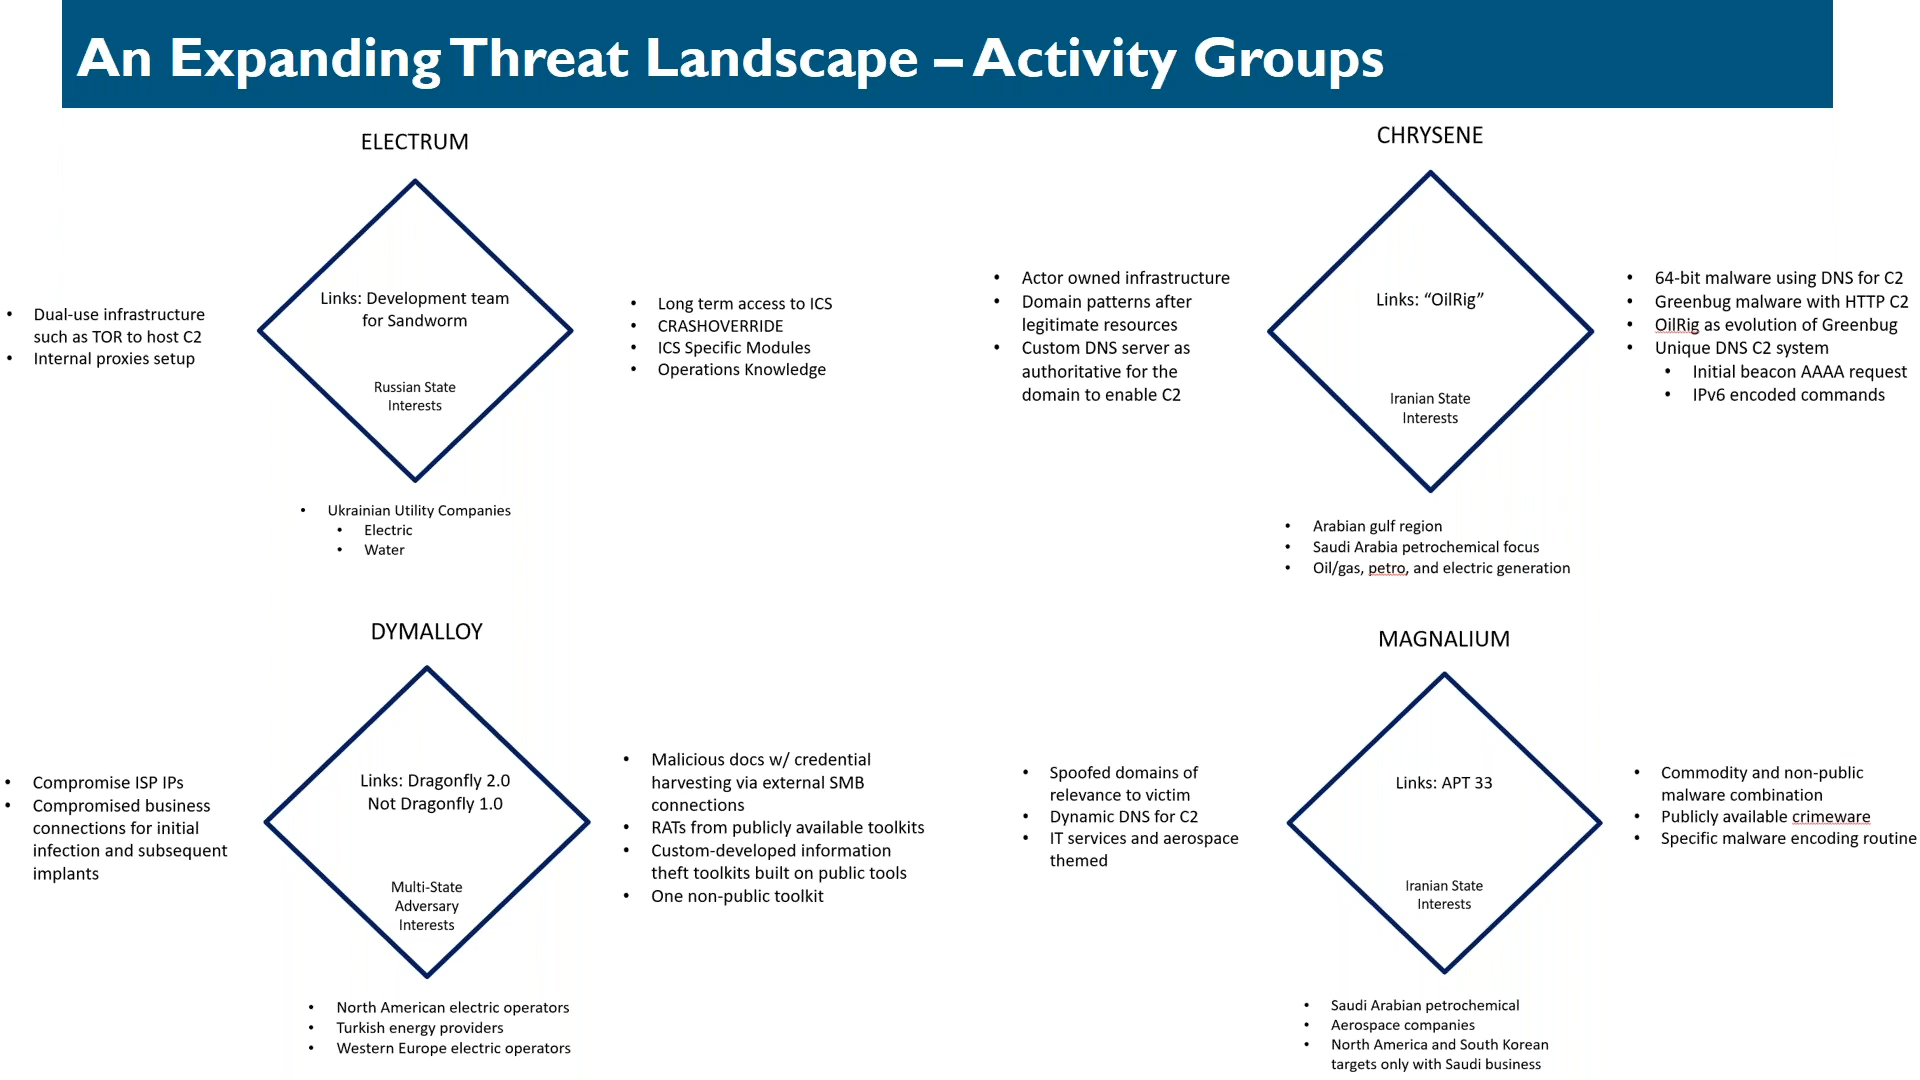 An Expanding Threat Landscape – Activity Groups
ELECTRUM
• Dual-use infrastructure
such as TOR to host C2
• Internal proxies setup
Links: Development team
for Sandworm
Russian State
Interests
• Long term access to ICS
• CRASHOVERRIDE
• ICS Specific Modules
• Operations Knowledge
• Ukrainian Utility Companies
• Electric
• Water
CHRYSENE
• Actor owned infrastructure
• Domain patterns after
legitimate resources
• Custom DNS server as
authoritative for the
domain to enable C2
Links: “OilRig”
Iranian State
Interests
• 64-bit malware using DNS for C2
• Greenbug malware with HTTP C2
• OilRig as evolution of Greenbug
• Unique DNS C2 system
• Initial beacon AAAA request
• IPv6 encoded commands
• Arabian gulf region
• Saudi Arabia petrochemical focus
• Oil/gas, petro, and electric generation
DYMALLOY
• Compromise ISP IPs
• Compromised business
connections for initial
infection and subsequent
implants
Links: Dragonfly 2.0
Not Dragonfly 1.0
Multi-State
Adversary
Interests
• Malicious docs w/ credential
harvesting via external SMB
connections
• RATs from publicly available toolkits
• Custom-developed information
theft toolkits built on public tools
• One non-public toolkit
• North American electric operators
• Turkish energy providers
• Western Europe electric operators
MAGNALIUM
• Spoofed domains of
relevance to victim
• Dynamic DNS for C2
• IT services and aerospace
themed
Links: APT 33
Iranian State
Interests
• Commodity and non-public
malware combination
• Publicly available crimeware
• Specific malware encoding routine
• Saudi Arabian petrochemical
• Aerospace companies
• North America and South Korean
targets only with Saudi business